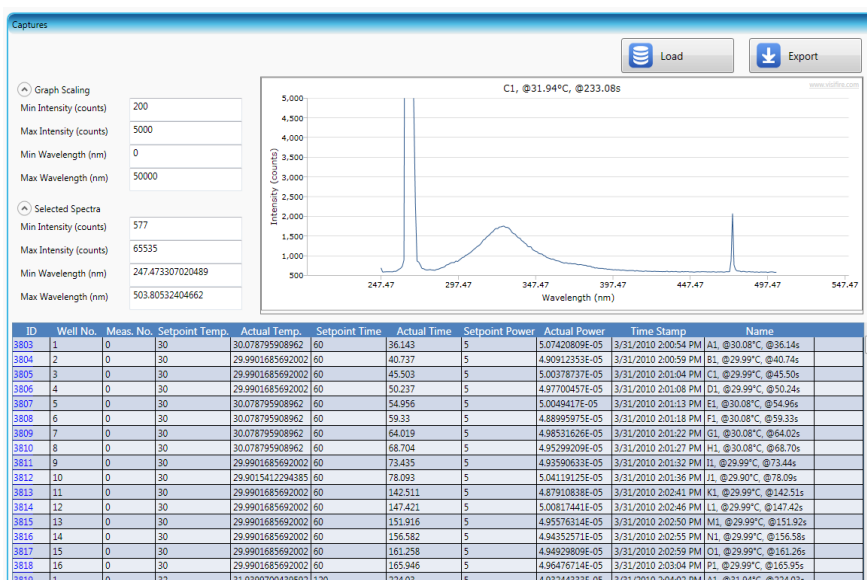 Captures
Load
Export
Graph Scaling
Min Intensity (counts) 200
Max Intensity (counts) 5000
Min Wavelength (nm) 0
Max Wavelength (nm) 50000
Selected Spectra
Min Intensity (counts) 577
Max Intensity (counts) 65535
Min Wavelength (nm) 247.473307020489
Max Wavelength (nm) 503.80532404662
C1, @31.94°C, @233.08s
www.visifire.com
Intensity (counts)
5,000
4,500
4,000
3,500
3,000
2,500
2,000
1,500
1,000
500
247.47 297.47 347.47 397.47 447.47 497.47 547.47
Wavelength (nm)
ID Well No. Meas. No. Setpoint Temp. Actual Temp. Setpoint Time Actual Time Setpoint Power Actual Power Time Stamp Name
3803 1 0 30 30.078795908962 60 36.143 5 5.07420809E-05 3/31/2010 2:00:54 PM A1, @30.08°C, @36.14s
3804 2 0 30 29.9901685692002 60 40.737 5 4.90912353E-05 3/31/2010 2:00:59 PM B1, @29.99°C, @40.74s
3805 3 0 30 29.9901685692002 60 45.503 5 5.00378737E-05 3/31/2010 2:01:04 PM C1, @29.99°C, @45.50s
3806 4 0 30 29.9901685692002 60 50.237 5 4.97700457E-05 3/31/2010 2:01:08 PM D1, @29.99°C, @50.24s
3807 5 0 30 30.078795908962 60 54.956 5 5.0049417E-05 3/31/2010 2:01:13 PM E1, @30.08°C, @54.96s
3808 6 0 30 30.078795908962 60 59.33 5 4.88995975E-05 3/31/2010 2:01:18 PM F1, @30.08°C, @59.33s
3809 7 0 30 30.078795908962 60 64.019 5 4.98531626E-05 3/31/2010 2:01:22 PM G1, @30.08°C, @64.02s
3810 8 0 30 30.078795908962 60 68.704 5 4.95299209E-05 3/31/2010 2:01:27 PM H1, @30.08°C, @68.70s
3811 9 0 30 29.9901685692002 60 73.435 5 4.93590633E-05 3/31/2010 2:01:32 PM I1, @29.99°C, @73.44s
3812 10 0 30 29.9015412294385 60 78.093 5 5.04119125E-05 3/31/2010 2:01:36 PM J1, @29.90°C, @78.09s
3813 11 0 30 29.9901685692002 60 142.511 5 4.87910838E-05 3/31/2010 2:02:41 PM K1, @29.99°C, @142.51s
3814 12 0 30 29.9901685692002 60 147.421 5 5.00817441E-05 3/31/2010 2:02:46 PM L1, @29.99°C, @147.42s
3815 13 0 30 29.9901685692002 60 151.916 5 4.95576314E-05 3/31/2010 2:02:50 PM M1, @29.99°C, @151.92s
3816 14 0 30 29.9901685692002 60 156.582 5 4.94352571E-05 3/31/2010 2:02:55 PM N1, @29.99°C, @156.58s
3817 15 0 30 29.9901685692002 60 161.258 5 4.94929809E-05 3/31/2010 2:02:59 PM O1, @29.99°C, @161.26s
3818 16 0 30 29.9901685692002 60 165.946 5 4.96476714E-05 3/31/2010 2:03:04 PM P1, @29.99°C, @165.95s
3819 1 0 32 120 224.03 5 3/31/2010 2:04:02 PM A1, @31.94°C, @224.03s